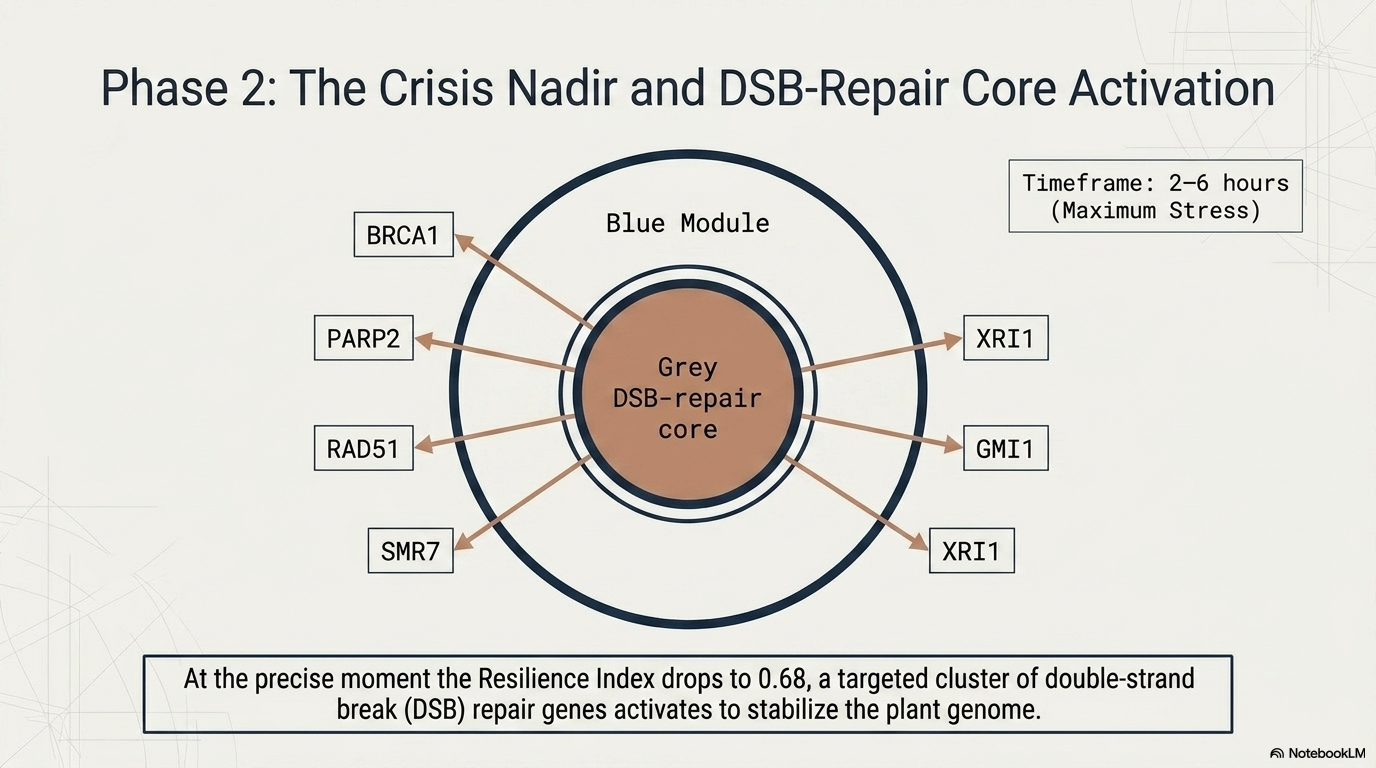 Phase 2: The Crisis Nadir and DSB-Repair Core Activation
Timeframe: 2–6 hours
(Maximum Stress)
Blue Module
BRCA1
PARP2
RAD51
SMR7
Grey
DSB-repair
core
XRI1
GMI1
XRI1
At the precise moment the Resilience Index drops to 0.68, a targeted cluster of double-strand
break (DSB) repair genes activates to stabilize the plant genome.
NotebookLM